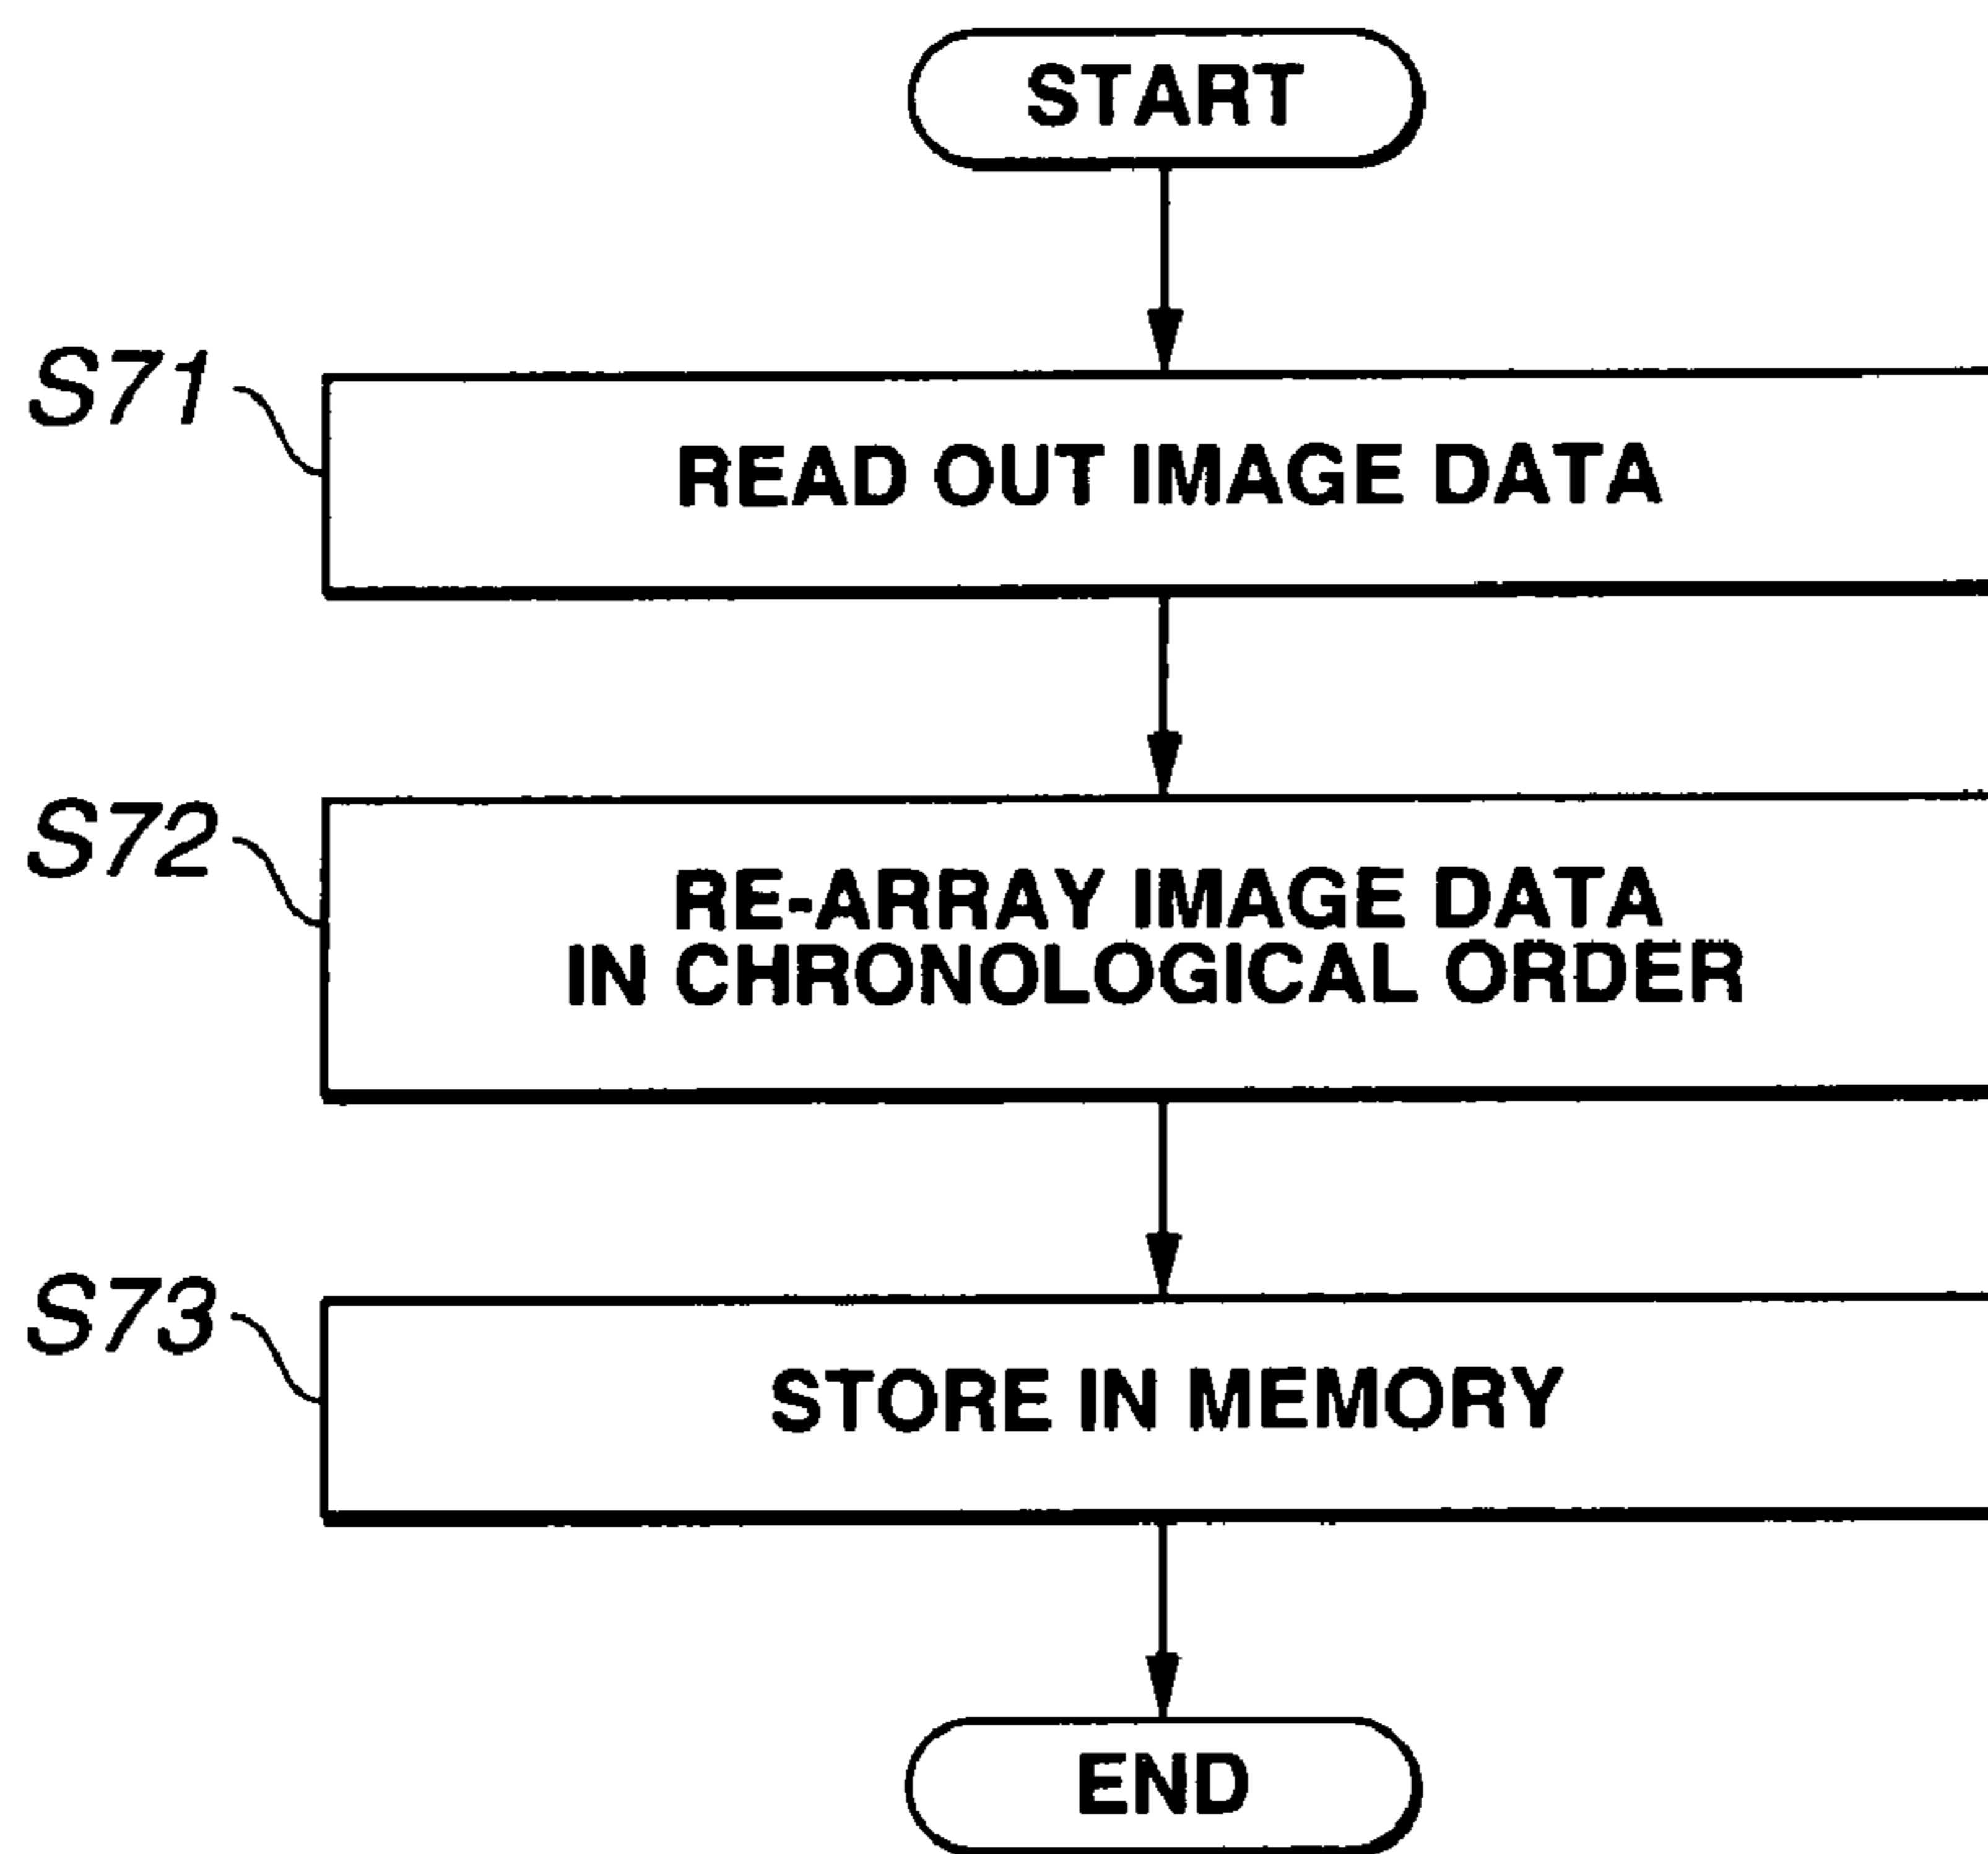 START
S71
READ OUT IMAGE DATA
S72
RE-ARRAY IMAGE DATA
IN CHRONOLOGICAL ORDER
S73
STORE IN MEMORY
END